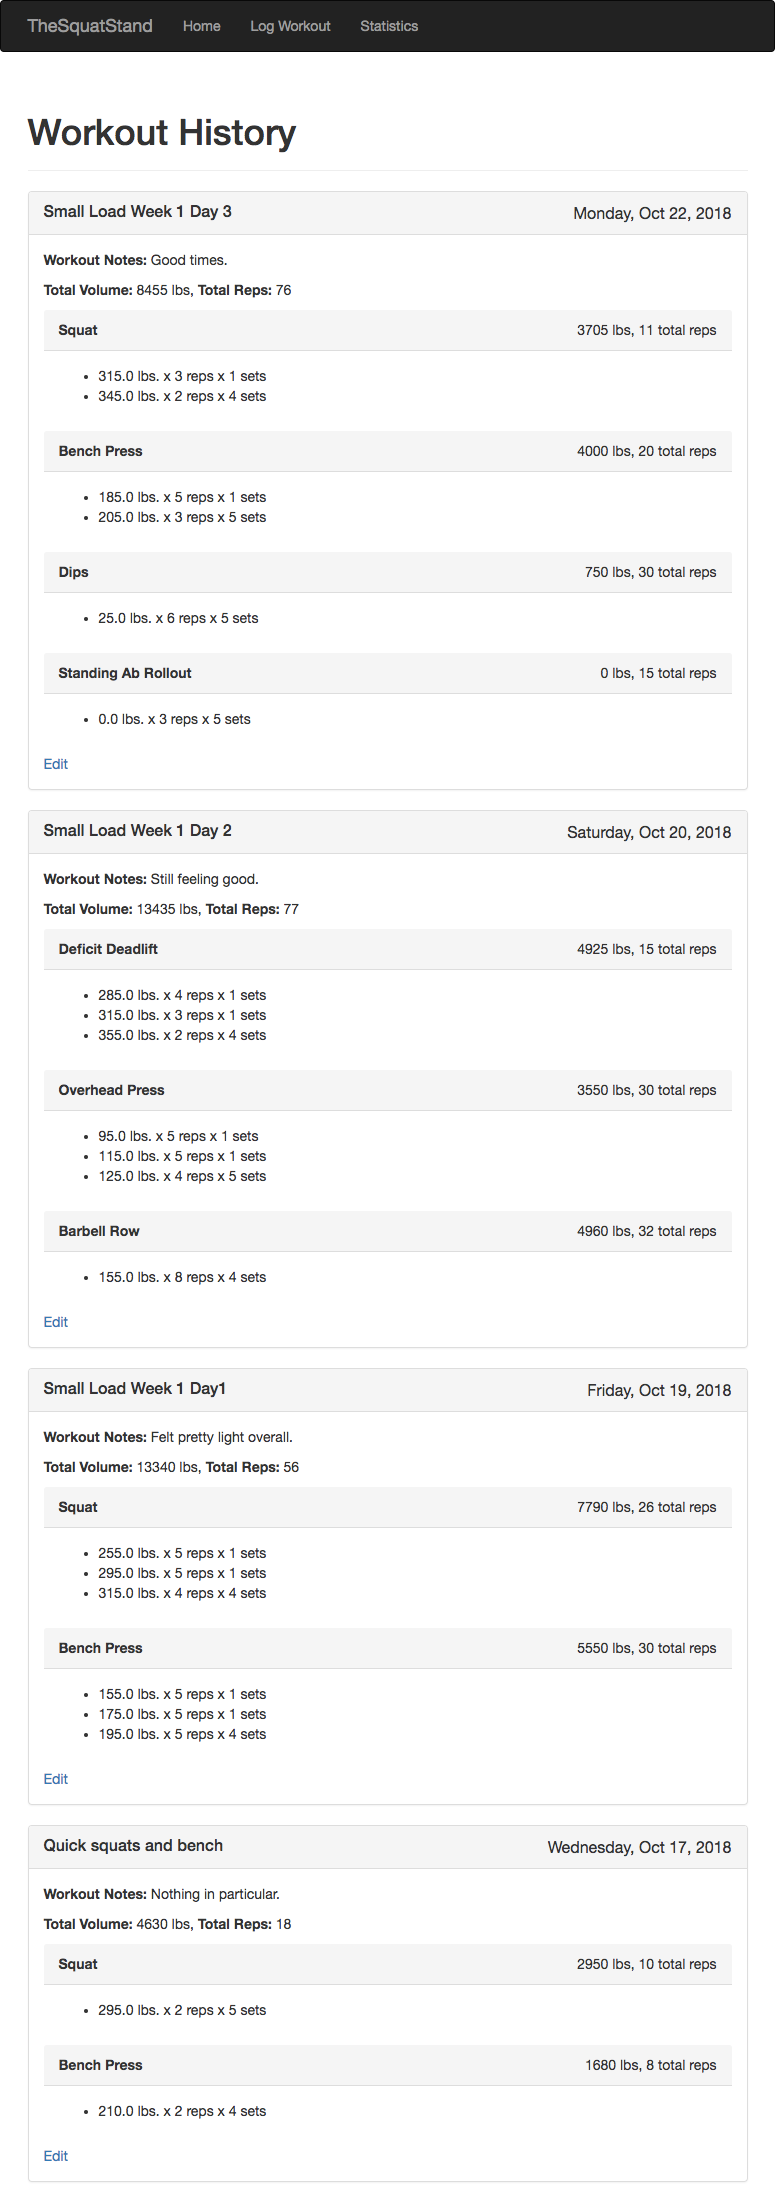 TheSquatStand Home Log Workout Statistics
Workout History
Small Load Week 1 Day 3 Monday, Oct 22, 2018
Workout Notes: Good times.
Total Volume: 8455 lbs, Total Reps: 76
Squat 3705 lbs, 11 total reps
• 315.0 lbs. x 3 reps x 1 sets
• 345.0 lbs. x 2 reps x 4 sets
Bench Press 4000 lbs, 20 total reps
• 185.0 lbs. x 5 reps x 1 sets
• 205.0 lbs. x 3 reps x 5 sets
Dips 750 lbs, 30 total reps
• 25.0 lbs. x 6 reps x 5 sets
Standing Ab Rollout 0 lbs, 15 total reps
• 0.0 lbs. x 3 reps x 5 sets
Edit
Small Load Week 1 Day 2 Saturday, Oct 20, 2018
Workout Notes: Still feeling good.
Total Volume: 13435 lbs, Total Reps: 77
Deficit Deadlift 4925 lbs, 15 total reps
• 285.0 lbs. x 4 reps x 1 sets
• 315.0 lbs. x 3 reps x 1 sets
• 355.0 lbs. x 2 reps x 4 sets
Overhead Press 3550 lbs, 30 total reps
• 95.0 lbs. x 5 reps x 1 sets
• 115.0 lbs. x 5 reps x 1 sets
• 125.0 lbs. x 4 reps x 5 sets
Barbell Row 4960 lbs, 32 total reps
• 155.0 lbs. x 8 reps x 4 sets
Edit
Small Load Week 1 Day1 Friday, Oct 19, 2018
Workout Notes: Felt pretty light overall.
Total Volume: 13340 lbs, Total Reps: 56
Squat 7790 lbs, 26 total reps
• 255.0 lbs. x 5 reps x 1 sets
• 295.0 lbs. x 5 reps x 1 sets
• 315.0 lbs. x 4 reps x 4 sets
Bench Press 5550 lbs, 30 total reps
• 155.0 lbs. x 5 reps x 1 sets
• 175.0 lbs. x 5 reps x 1 sets
• 195.0 lbs. x 5 reps x 4 sets
Edit
Quick squats and bench Wednesday, Oct 17, 2018
Workout Notes: Nothing in particular.
Total Volume: 4630 lbs, Total Reps: 18
Squat 2950 lbs, 10 total reps
• 295.0 lbs. x 2 reps x 5 sets
Bench Press 1680 lbs, 8 total reps
• 210.0 lbs. x 2 reps x 4 sets
Edit